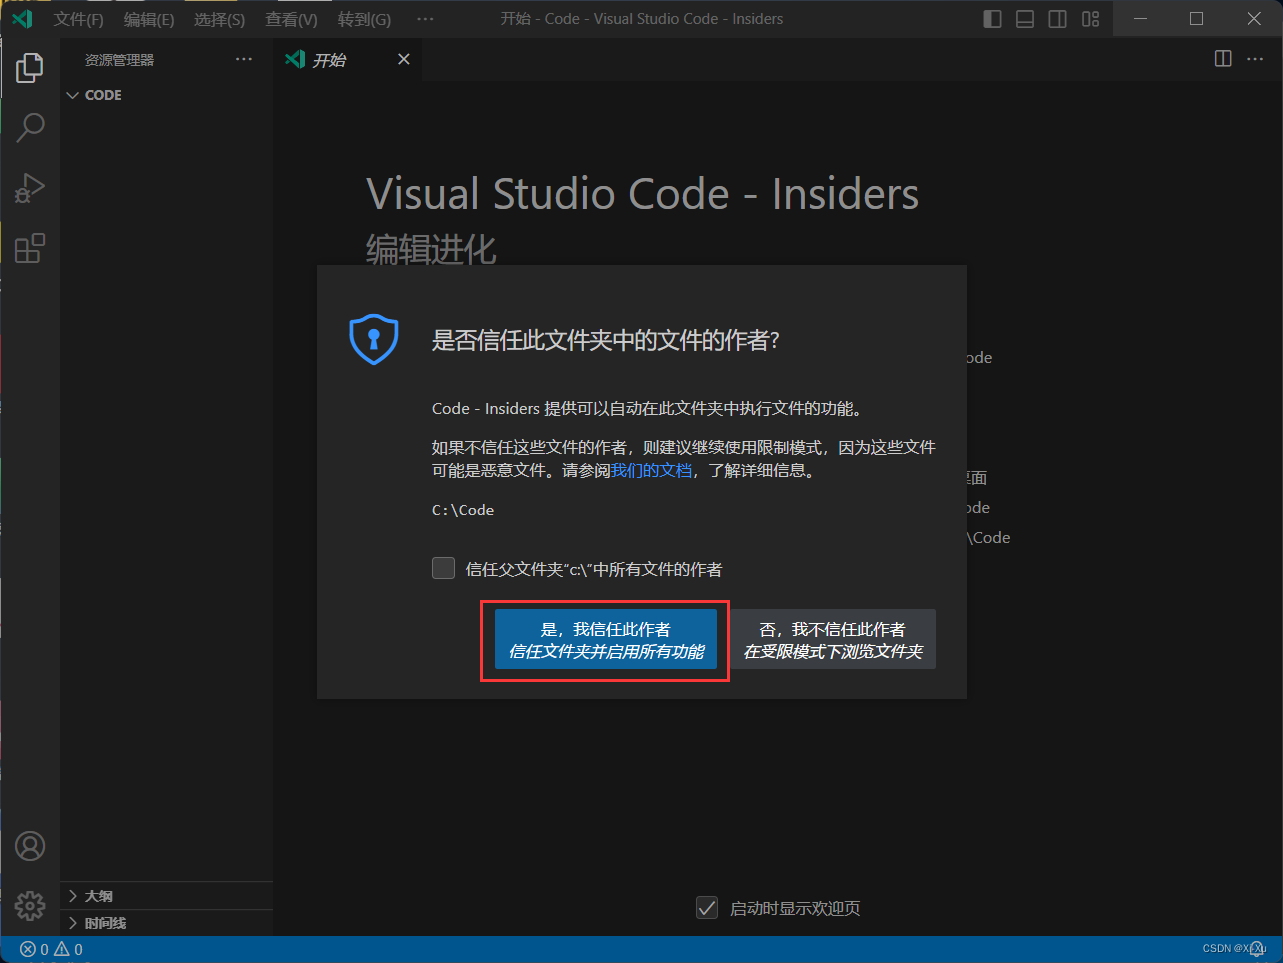 文件(F) 编辑(E) 选择(S) 查看(V) 转到(G) ··· 开始 - Code - Visual Studio Code - Insiders
资源管理器 ···
开始
CODE
Visual Studio Code - Insiders
编辑进化
是否信任此文件夹中的文件的作者?
ode
Code - Insiders 提供可以自动在此文件夹中执行文件的功能。
如果不信任这些文件的作者，则建议继续使用限制模式，因为这些文件
可能是恶意文件。请参阅我们的文档，了解详细信息。
面
C:\Code
ode
\Code
信任父文件夹“c:\”中所有文件的作者
是，我信任此作者
信任文件夹并启用所有功能
否，我不信任此作者
在受限模式下浏览文件夹
大纲
启动时显示欢迎页
时间线
0 0